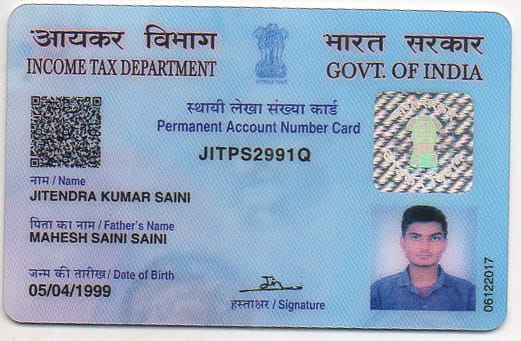 आयकर विभाग
INCOME TAX DEPARTMENT
भारत सरकार
GOVT. OF INDIA
स्थायी लेखा संख्या कार्ड
Permanent Account Number Card
JITPS2991Q
नाम / Name
JITENDRA KUMAR SAINI
पिता का नाम / Father's Name
MAHESH SAINI SAINI
जन्म की तारीख / Date of Birth
05/04/1999
हस्ताक्षर / Signature
06122017